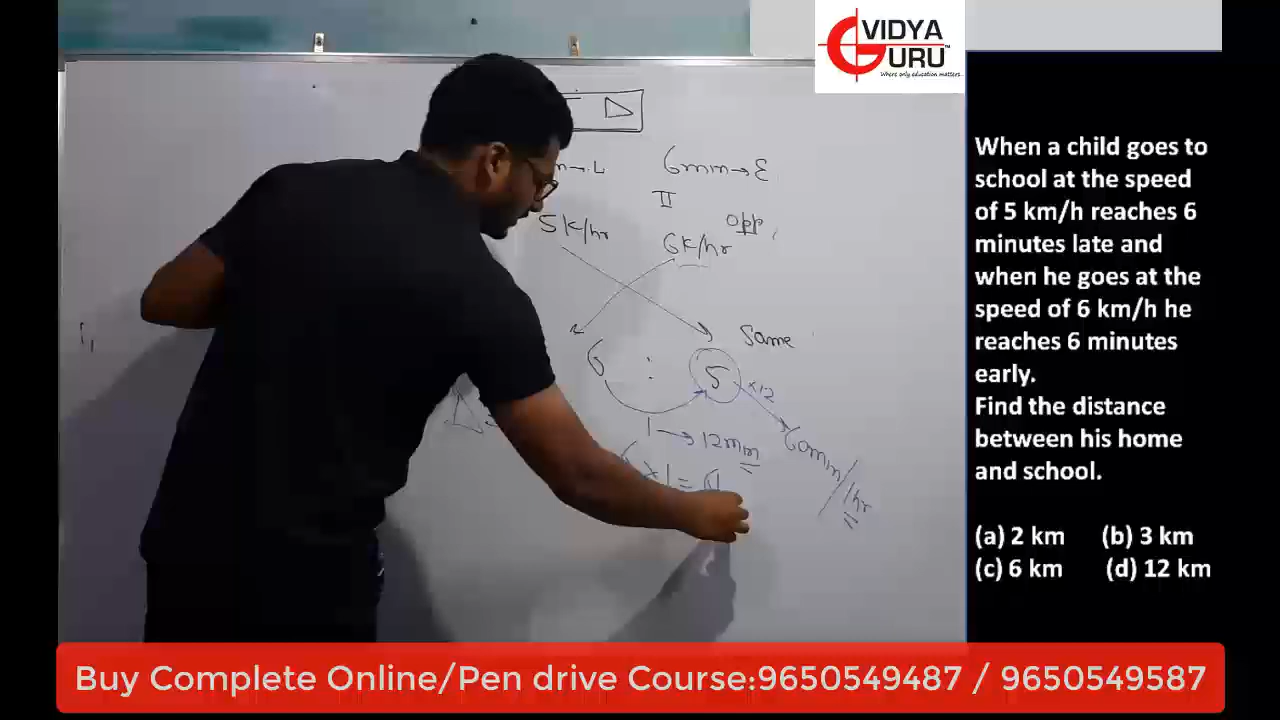 VIDYA
GURU
Where only education matters...
6min→E
II
opp,
5k/hr
6k/hr
Same
6 : 5
×12
1 → 12min
60min/1hr
×1 =
When a child goes to
school at the speed
of 5 km/h reaches 6
minutes late and
when he goes at the
speed of 6 km/h he
reaches 6 minutes
early.
Find the distance
between his home
and school.
(a) 2 km (b) 3 km
(c) 6 km (d) 12 km
Buy Complete Online/Pen drive Course:9650549487 / 9650549587